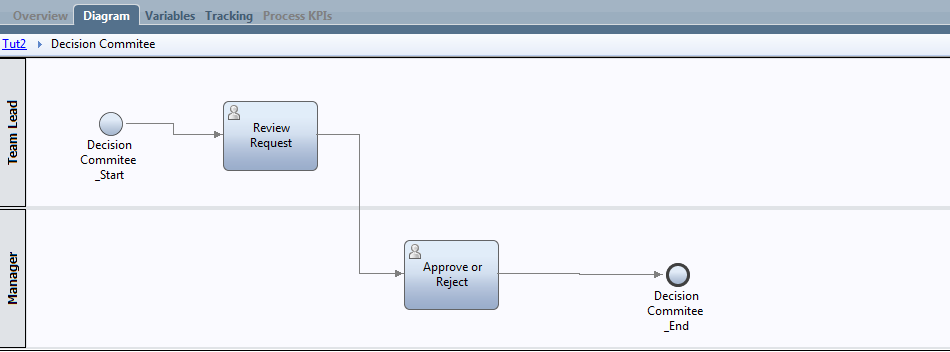 Overview Diagram Variables Tracking Process KPIs
Tut2 Decision Commitee
Team Lead
Decision
Commitee
_Start
Review
Request
Manager
Approve or
Reject
Decision
Commitee
_End